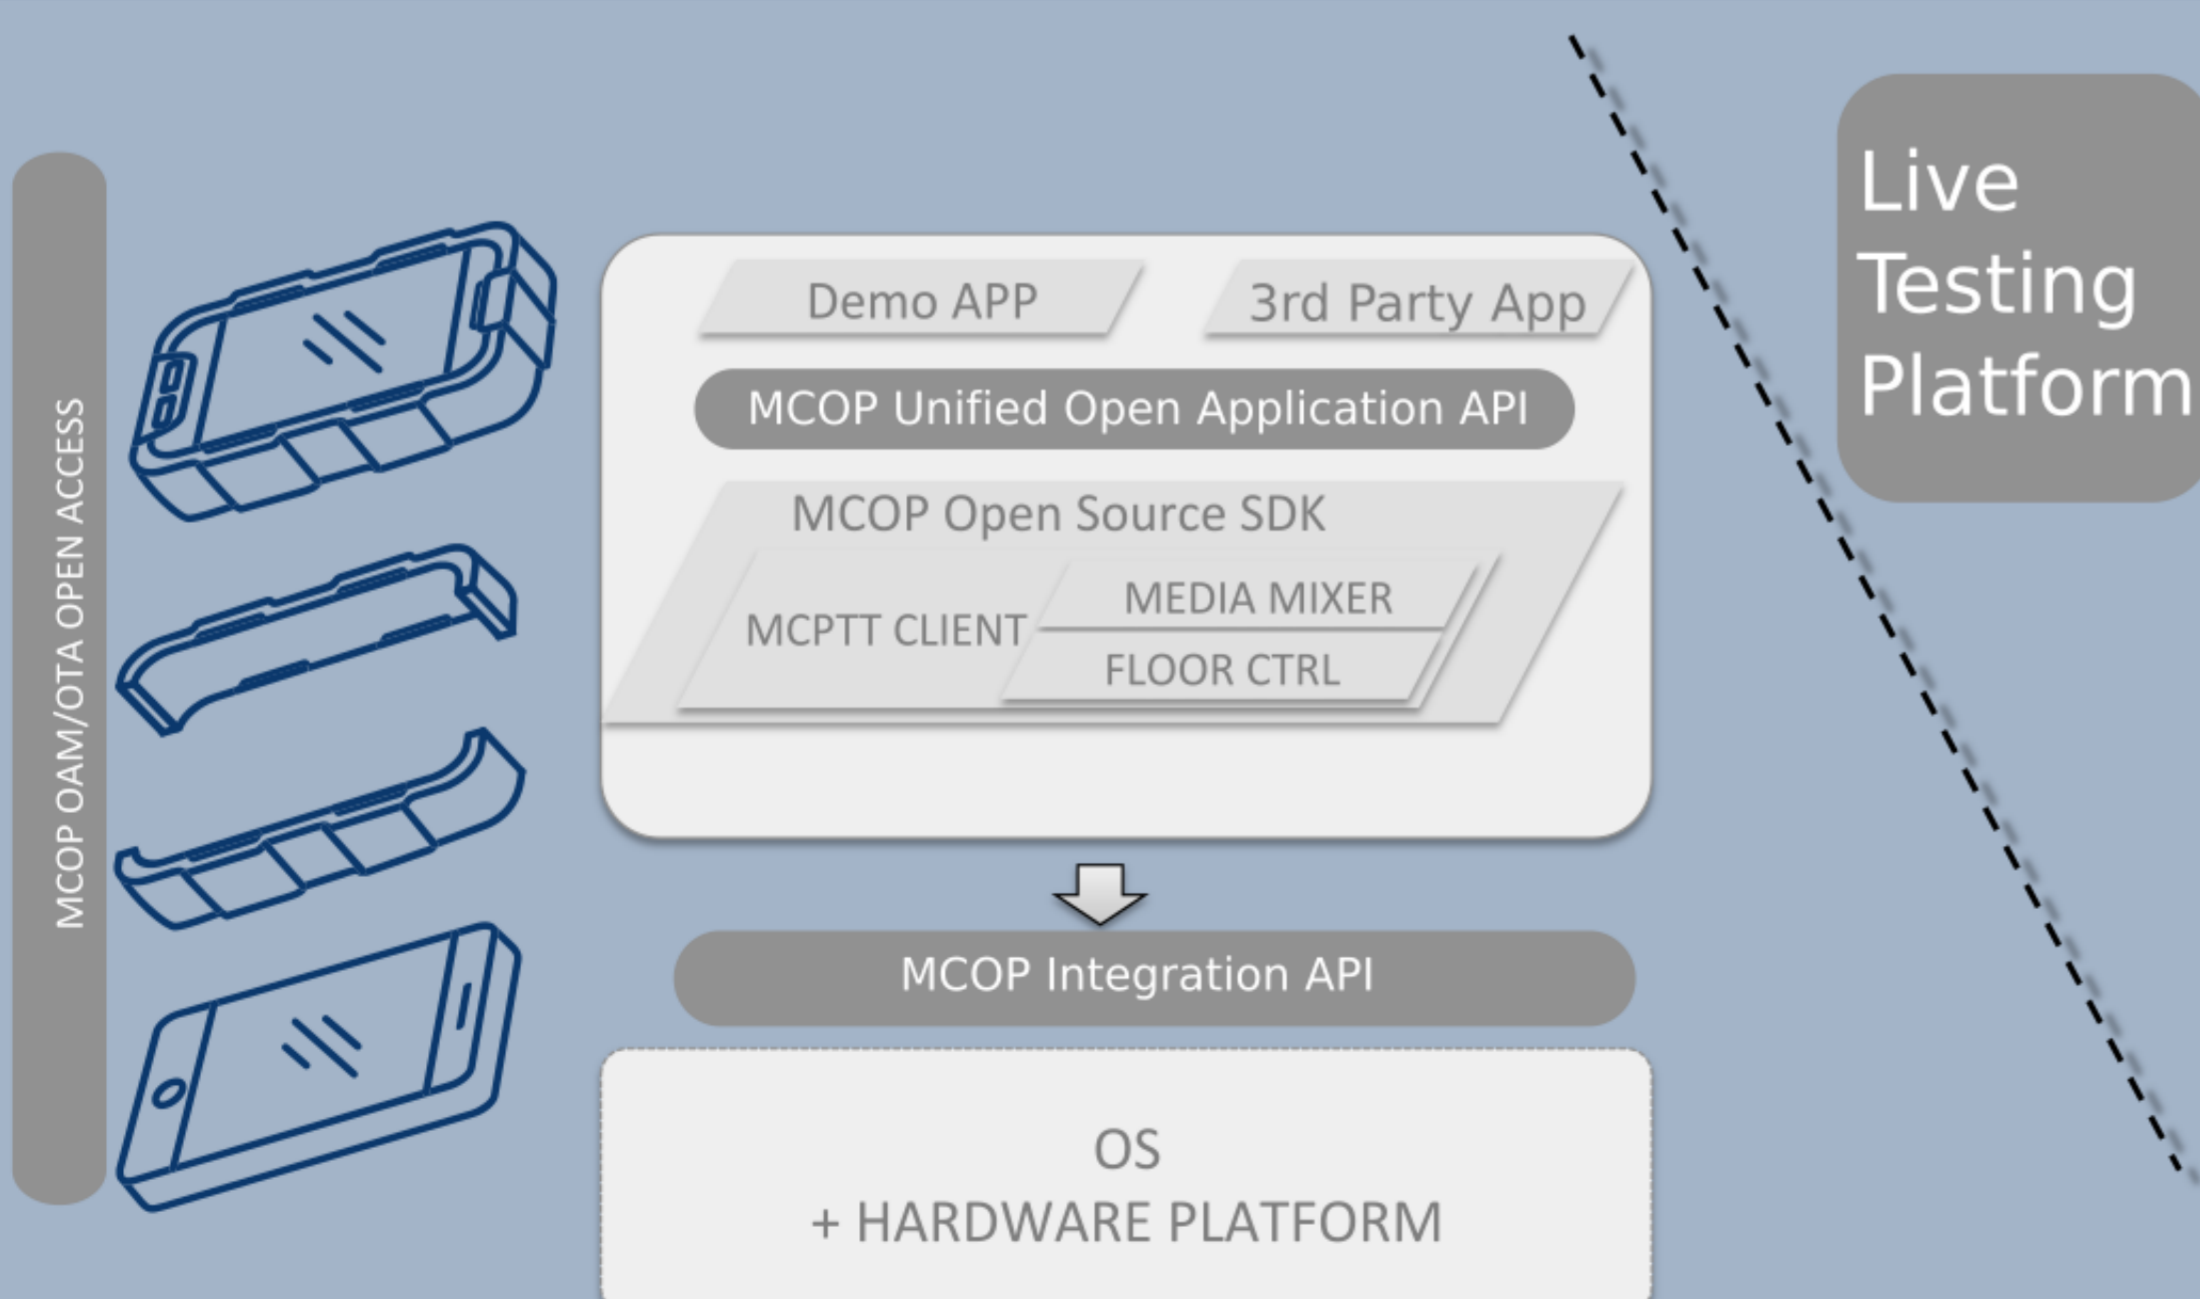 MCOP OAM/OTA OPEN ACCESS
Demo APP
3rd Party App
MCOP Unified Open Application API
MCOP Open Source SDK
MCPTT CLIENT
MEDIA MIXER
FLOOR CTRL
MCOP Integration API
OS
+ HARDWARE PLATFORM
Live
Testing
Platform